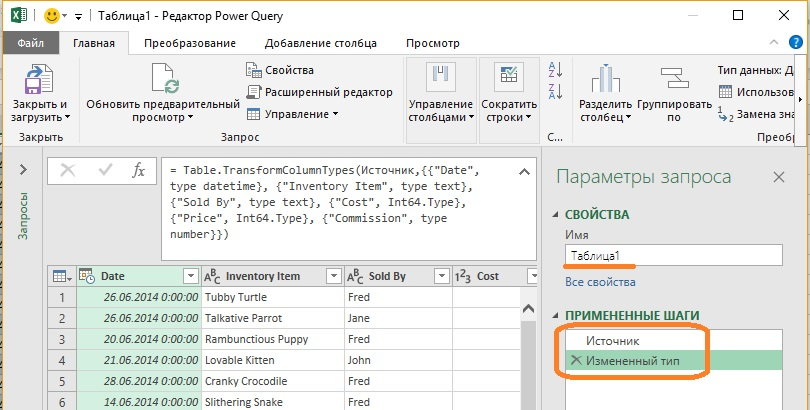 Таблица1 - Редактор Power Query
Файл Главная Преобразование Добавление столбца Просмотр
Закрыть и загрузить
Закрыть
Обновить предварительный просмотр
Свойства
Расширенный редактор
Управление
Запрос
Управление столбцами
Сократить строки
С...
Разделить столбец
Группировать по
Тип данных: Д
Использов
Замена зна
Преобр
Запросы
fx
= Table.TransformColumnTypes(Источник,{{"Date",
type datetime}, {"Inventory Item", type text},
{"Sold By", type text}, {"Cost", Int64.Type},
{"Price", Int64.Type}, {"Commission", type
number}})
Date Inventory Item Sold By Cost
1 26.06.2014 0:00:00 Tubby Turtle Fred
2 26.06.2014 0:00:00 Talkative Parrot Jane
3 20.06.2014 0:00:00 Rambunctious Puppy Fred
4 21.06.2014 0:00:00 Lovable Kitten John
5 28.06.2014 0:00:00 Cranky Crocodile Fred
6 14.06.2014 0:00:00 Slithering Snake Fred
Параметры запроса
СВОЙСТВА
Имя
Таблица1
Все свойства
ПРИМЕНЕННЫЕ ШАГИ
Источник
Измененный тип